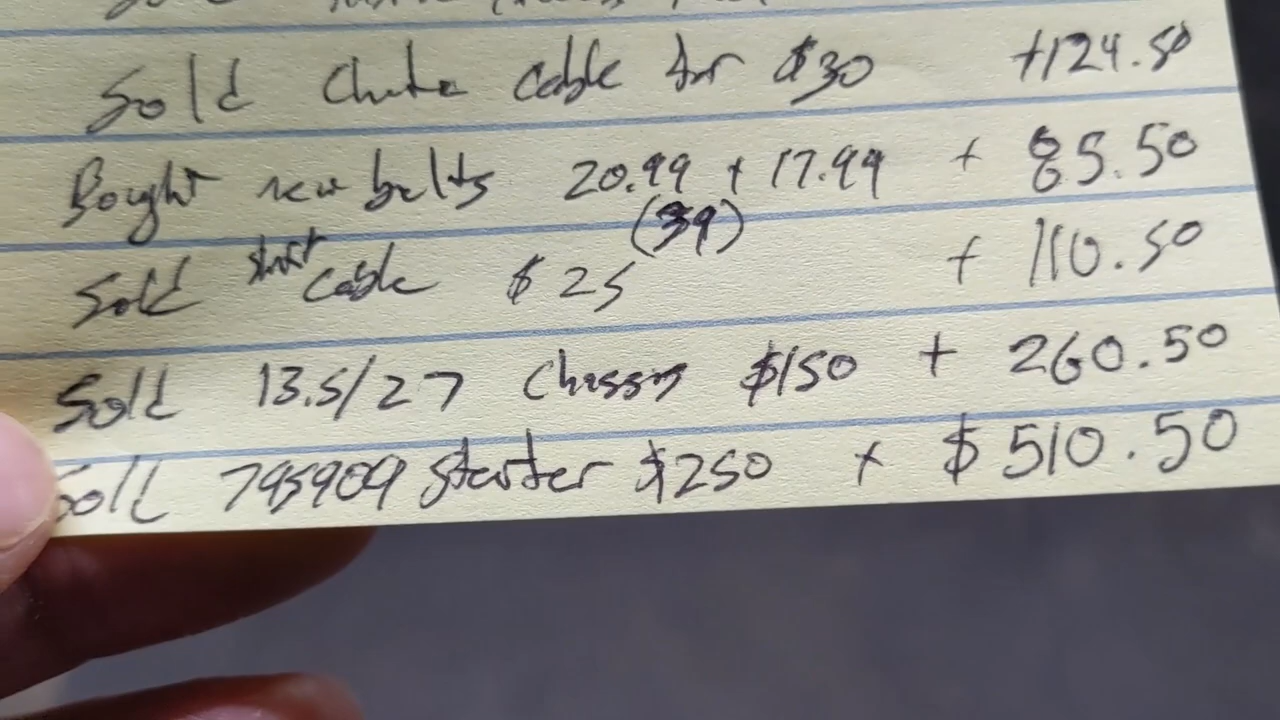 Sold Chute Cable for $30 +124.50
Bought new belts 20.99 + 17.99 + 85.50
(39)
Sold short cable $25 + 110.50
Sold 13.5/27 Chassis $150 + 260.50
Sold 795909 starter $250 + $510.50